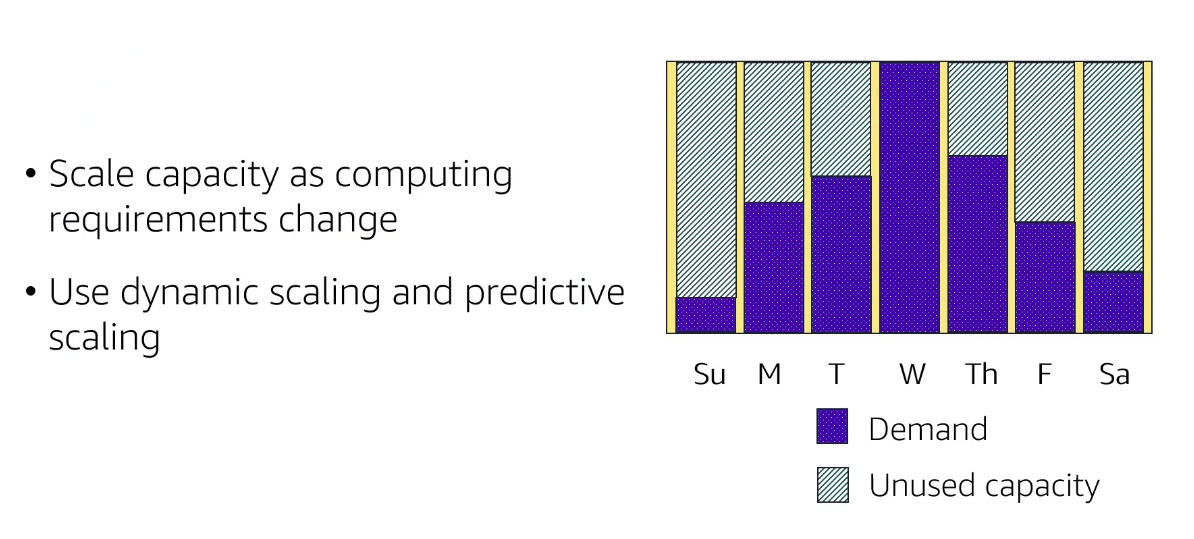 • Scale capacity as computing
requirements change
• Use dynamic scaling and predictive
scaling
Su M T W Th F Sa
Demand
Unused capacity